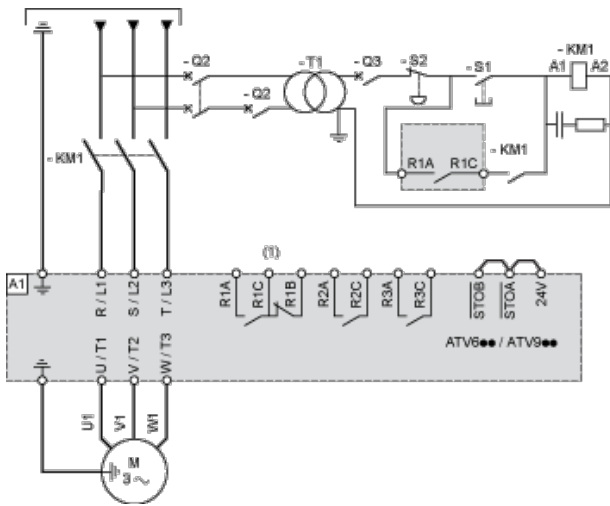 - Q2
- T1
- Q3
- S2
- S1
- KM1
A1
A2
- Q2
- KM1
R1A
R1C
- KM1
(1)
A1
R / L1
S / L2
T / L3
R1A
R1C
R1B
R2A
R2C
R3A
R3C
STOB
STOA
24V
ATV6●● / ATV9●●
U / T1
V / T2
W / T3
U1
V1
W1
M
3 ~